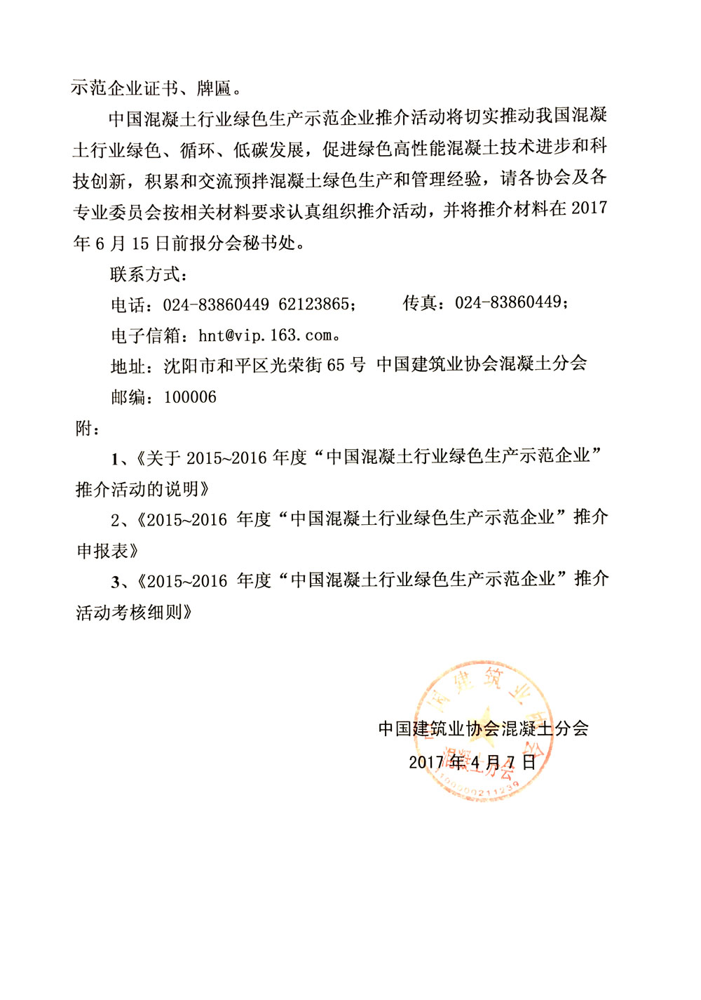 示范企业证书、牌匾。
中国混凝土行业绿色生产示范企业推介活动将切实推动我国混凝
土行业绿色、循环、低碳发展，促进绿色高性能混凝土技术进步和科
技创新，积累和交流预拌混凝土绿色生产和管理经验，请各协会及各
专业委员会按相关材料要求认真组织推介活动，并将推介材料在 2017
年 6 月 15 日前报分会秘书处。
联系方式：
电话：024-83860449 62123865； 传真：024-83860449；
电子信箱：hnt@vip.163.com。
地址：沈阳市和平区光荣街 65 号 中国建筑业协会混凝土分会
邮编：100006
附：
1、《关于 2015~2016 年度“中国混凝土行业绿色生产示范企业”
推介活动的说明》
2、《2015~2016 年度“中国混凝土行业绿色生产示范企业”推介
申报表》
3、《2015~2016 年度“中国混凝土行业绿色生产示范企业”推介
活动考核细则》
中国建筑业协会
中国建筑业协会混凝土分会
2017 年 4 月 7 日
混凝土分会
1100000211239